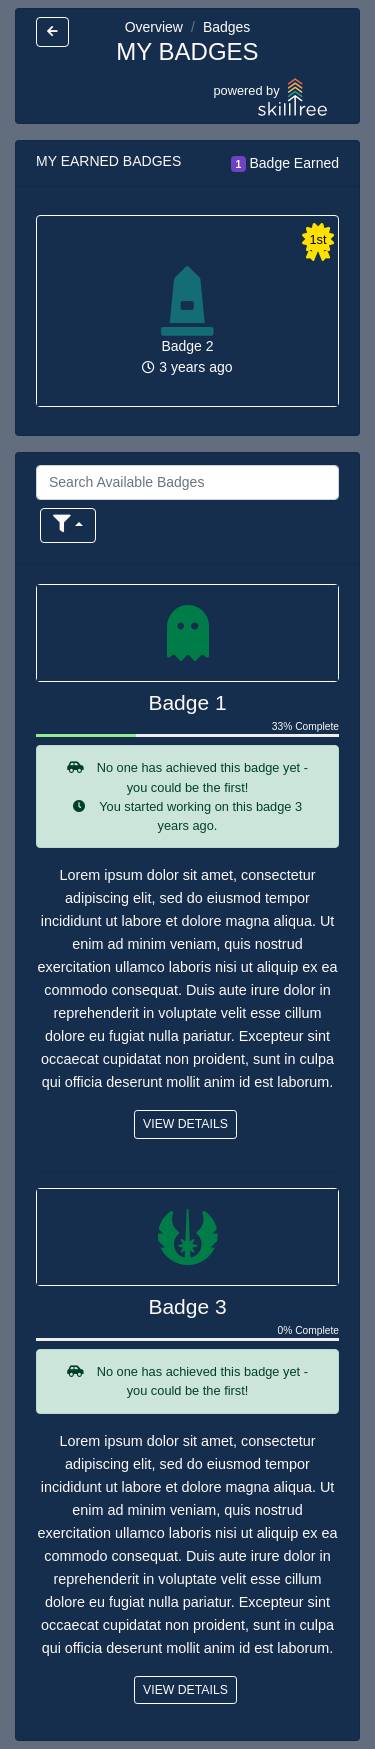 Overview / Badges
MY BADGES
powered by
skilltree
MY EARNED BADGES
1 Badge Earned
1st
Badge 2
3 years ago
Search Available Badges
Badge 1
33% Complete
No one has achieved this badge yet -
you could be the first!
You started working on this badge 3
years ago.
Lorem ipsum dolor sit amet, consectetur
adipiscing elit, sed do eiusmod tempor
incididunt ut labore et dolore magna aliqua. Ut
enim ad minim veniam, quis nostrud
exercitation ullamco laboris nisi ut aliquip ex ea
commodo consequat. Duis aute irure dolor in
reprehenderit in voluptate velit esse cillum
dolore eu fugiat nulla pariatur. Excepteur sint
occaecat cupidatat non proident, sunt in culpa
qui officia deserunt mollit anim id est laborum.
VIEW DETAILS
Badge 3
0% Complete
No one has achieved this badge yet -
you could be the first!
Lorem ipsum dolor sit amet, consectetur
adipiscing elit, sed do eiusmod tempor
incididunt ut labore et dolore magna aliqua. Ut
enim ad minim veniam, quis nostrud
exercitation ullamco laboris nisi ut aliquip ex ea
commodo consequat. Duis aute irure dolor in
reprehenderit in voluptate velit esse cillum
dolore eu fugiat nulla pariatur. Excepteur sint
occaecat cupidatat non proident, sunt in culpa
qui officia deserunt mollit anim id est laborum.
VIEW DETAILS